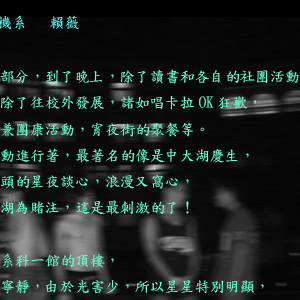 機系 賴薇
部分，到了晚上，除了讀書和各自的社團活動
除了往校外發展，諸如唱卡拉OK狂歡，
兼團康活動，宵夜街的聚餐等。
動進行著，最著名的像是中大湖慶生，
頭的星夜談心，浪漫又窩心，
湖為賭注，這是最刺激的了！
系科一館的頂樓，
寧靜，由於光害少，所以星星特別明顯，